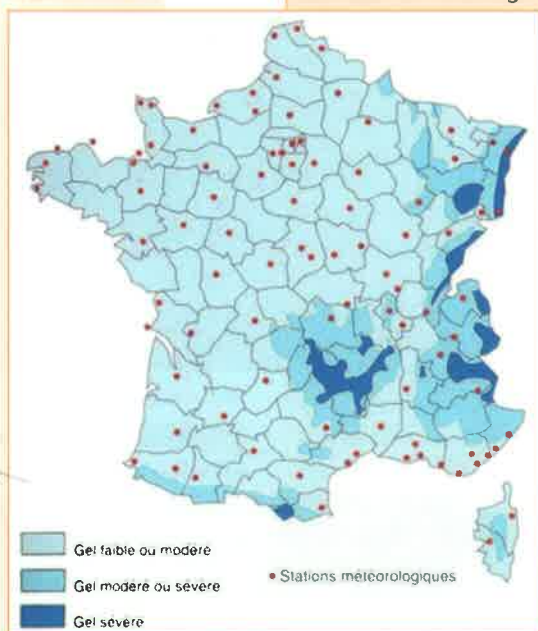 Gel faible ou modéré
Gel modéré ou sévère
Stations météorologiques
Gel sévère